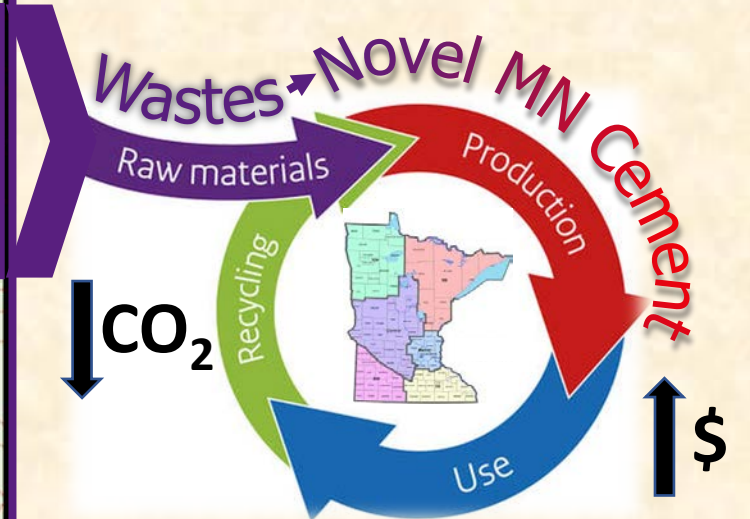 Wastes Novel MN Cement
Raw materials
Production
Recycling
CO₂
Use
$